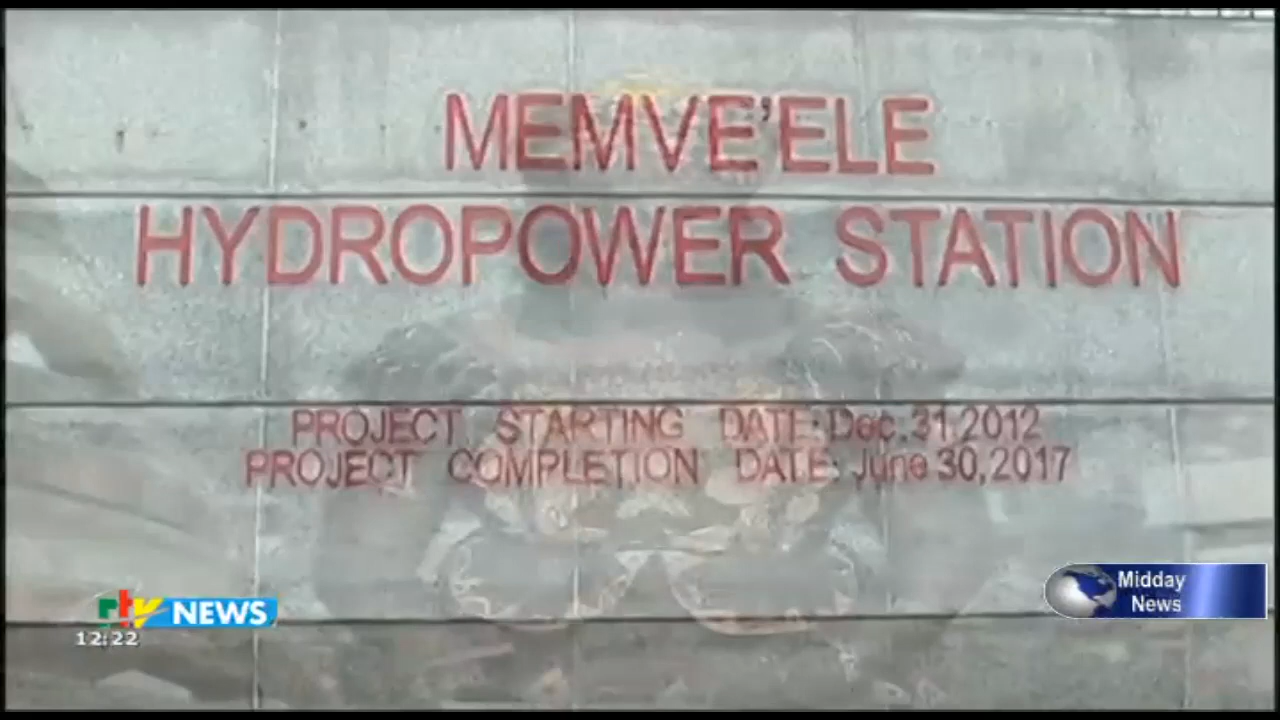 MEMVE'ELE
HYDROPOWER STATION
PROJECT STARTING DATE: Dec.31,2012
PROJECT COMPLETION DATE: June 30,2017
rtv NEWS
12:22
Midday
News